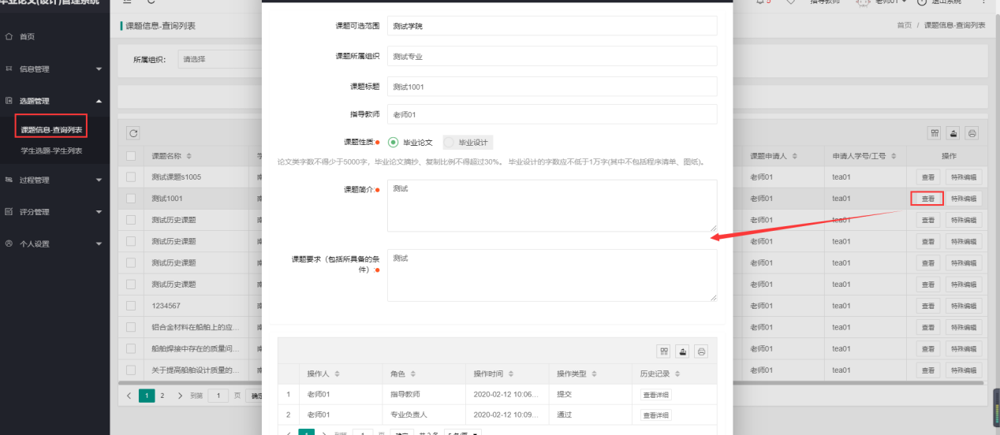 毕业论文(设计)管理系统
5
指导教师
老师01
退出系统
首页
信息管理
选题管理
课题信息-查询列表
学生选题-学生列表
过程管理
评分管理
个人设置
课题信息-查询列表
首页 / 课题信息-查询列表
所属组织： 请选择
课题可选范围 测试学院
课题所属组织 测试专业
课题标题 测试1001
指导教师 老师01
课题性质: 毕业论文 毕业设计
论文类字数不得少于5000字，毕业论文摘抄、复制比例不得超过30%。 毕业设计的字数应不低于1万字(其中不包括程序清单、图纸)。
课题简介: 测试
课题要求（包括所具备的条
件）: 测试
课题名称 课题申请人 申请人学号/工号 操作
测试课题s1005 老师01 tea01 查看 特殊编辑
测试1001 老师01 tea01 查看 特殊编辑
测试历史课题 老师01 tea01 查看 特殊编辑
测试历史课题 老师01 tea01 查看 特殊编辑
测试历史课题 老师01 tea01 查看 特殊编辑
测试历史课题 老师01 tea01 查看 特殊编辑
1234567 老师01 tea01 查看 特殊编辑
铝合金材料在船舶上的应... 老师01 tea01 查看 特殊编辑
船舶焊接中存在的质量问... 老师01 tea01 查看 特殊编辑
关于提高船舶设计质量的... 老师01 tea01 查看 特殊编辑
1 2 到第 1 页 确定
操作人 角色 操作时间 操作类型 历史记录
1 老师01 指导教师 2020-02-12 10:06... 提交 查看详细
2 老师01 专业负责人 2020-02-12 10:09... 通过 查看详细
1 到第 1 页 确定 共 2 条 5 条/页